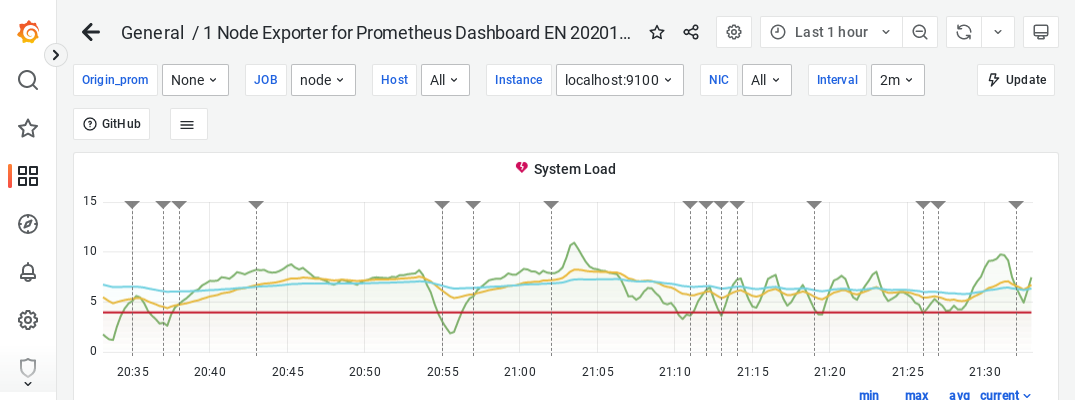 General / 1 Node Exporter for Prometheus Dashboard EN 20201... Last 1 hour
Origin_prom None JOB node Host All Instance localhost:9100 NIC All Interval 2m Update
GitHub
System Load
15
10
5
0
20:35 20:40 20:45 20:50 20:55 21:00 21:05 21:10 21:15 21:20 21:25 21:30
min max avg current